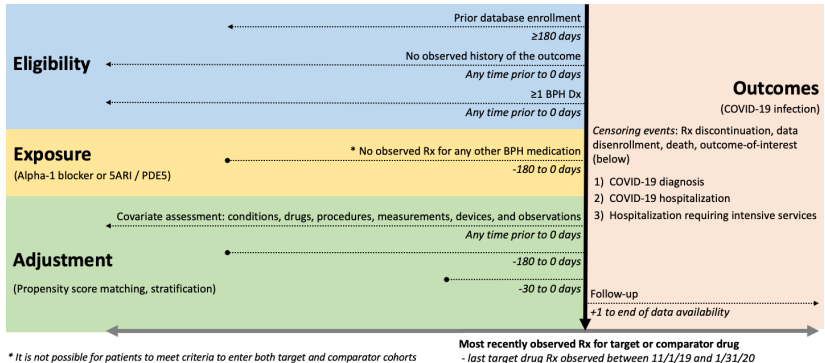 Prior database enrollment
≥180 days
Eligibility
No observed history of the outcome
Any time prior to 0 days
≥1 BPH Dx
Any time prior to 0 days
Exposure
(Alpha-1 blocker or 5ARI / PDE5)
* No observed Rx for any other BPH medication
-180 to 0 days
Adjustment
(Propensity score matching, stratification)
Covariate assessment: conditions, drugs, procedures, measurements, devices, and observations
Any time prior to 0 days
-180 to 0 days
-30 to 0 days
Outcomes
(COVID-19 infection)
Censoring events: Rx discontinuation, data
disenrollment, death, outcome-of-interest
(below)
1) COVID-19 diagnosis
2) COVID-19 hospitalization
3) Hospitalization requiring intensive services
Follow-up
+1 to end of data availability
Most recently observed Rx for target or comparator drug
- last target drug Rx observed between 11/1/19 and 1/31/20
* It is not possible for patients to meet criteria to enter both target and comparator cohorts